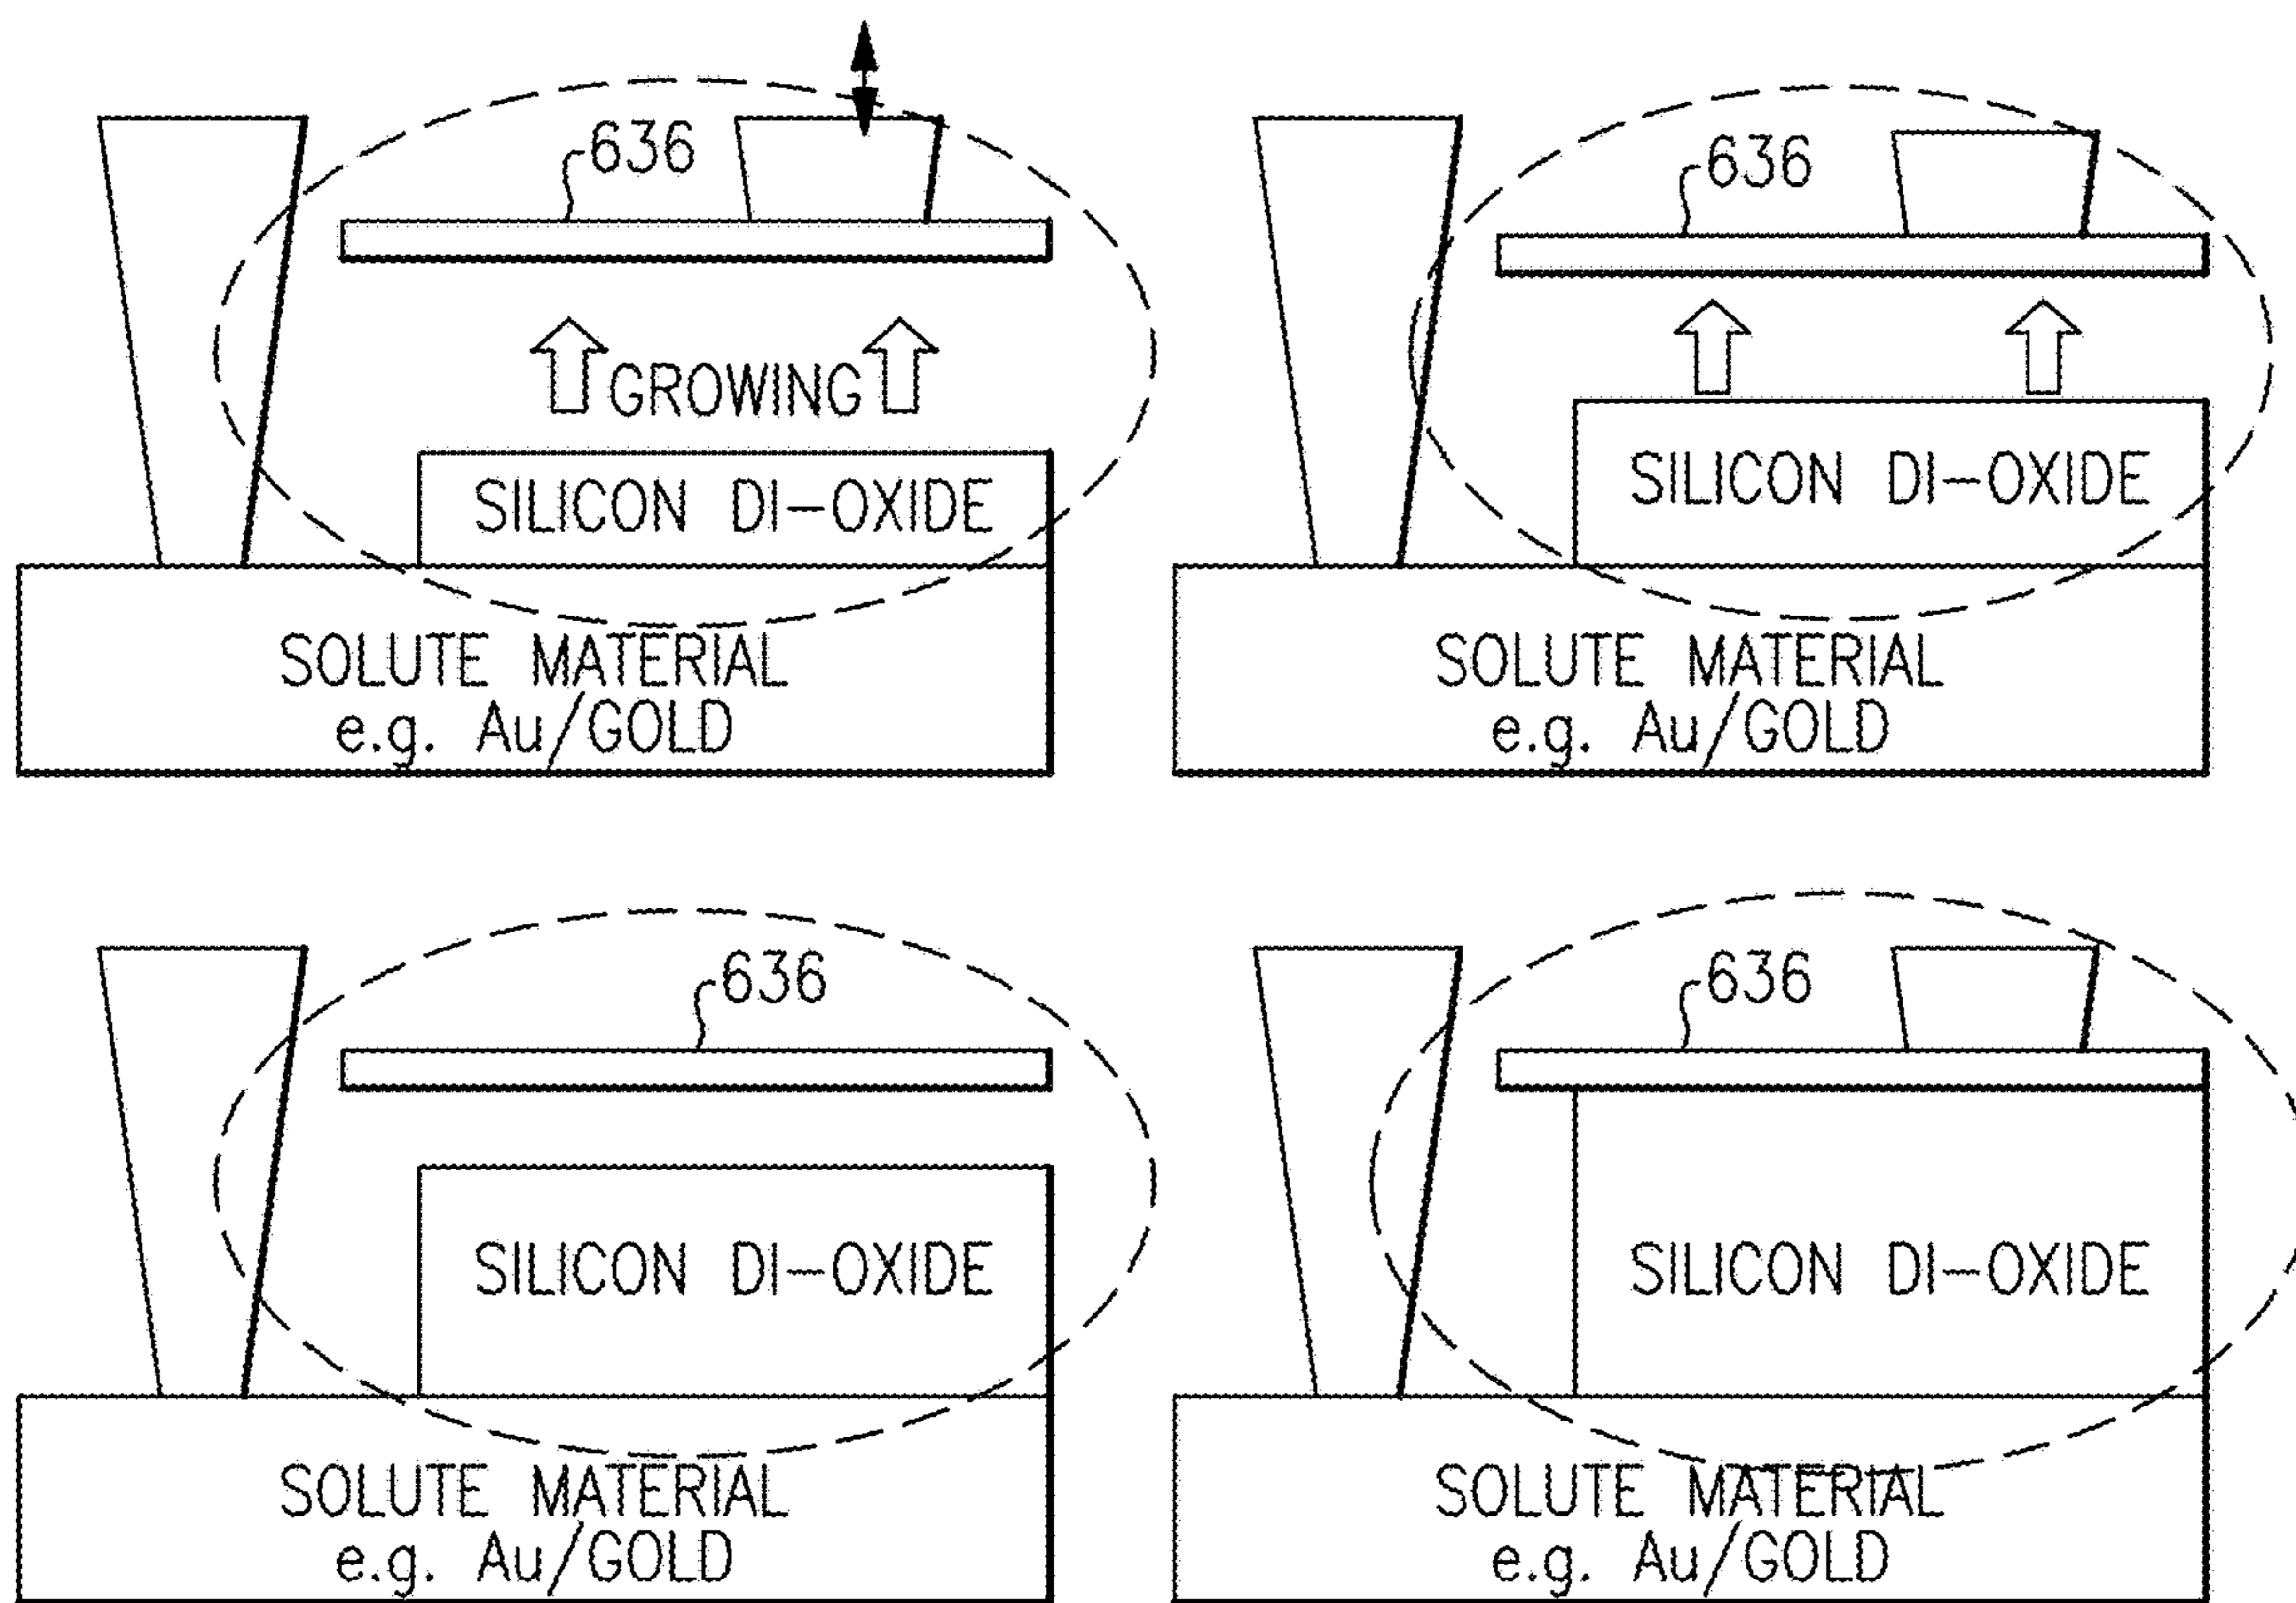 636
GROWING
SILICON DI-OXIDE
SOLUTE MATERIAL
e.g. Au/GOLD
636
SILICON DI-OXIDE
SOLUTE MATERIAL
e.g. Au/GOLD
636
SILICON DI-OXIDE
SOLUTE MATERIAL
e.g. Au/GOLD
636
SILICON DI-OXIDE
SOLUTE MATERIAL
e.g. Au/GOLD